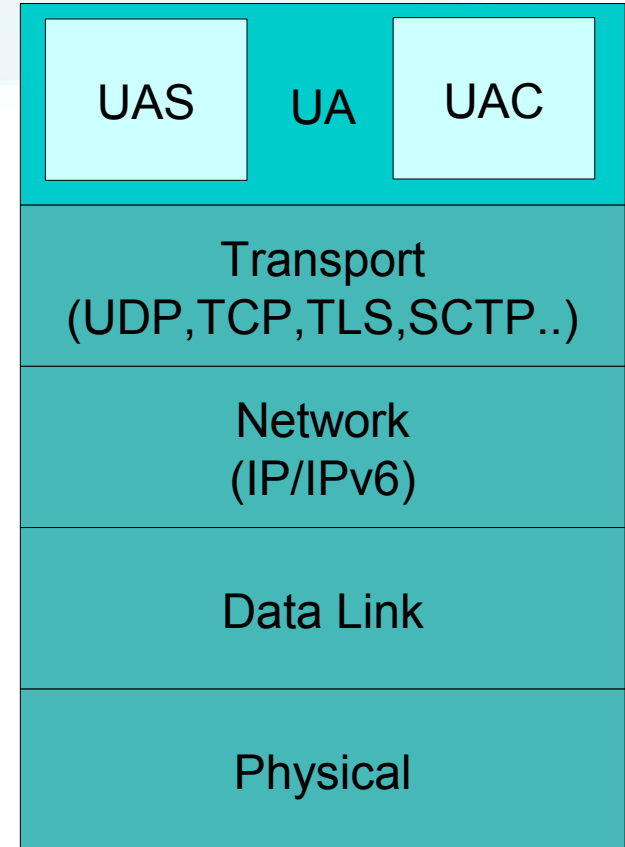 UAS UA UAC
Transport
(UDP,TCP,TLS,SCTP..)
Network
(IP/IPv6)
Data Link
Physical